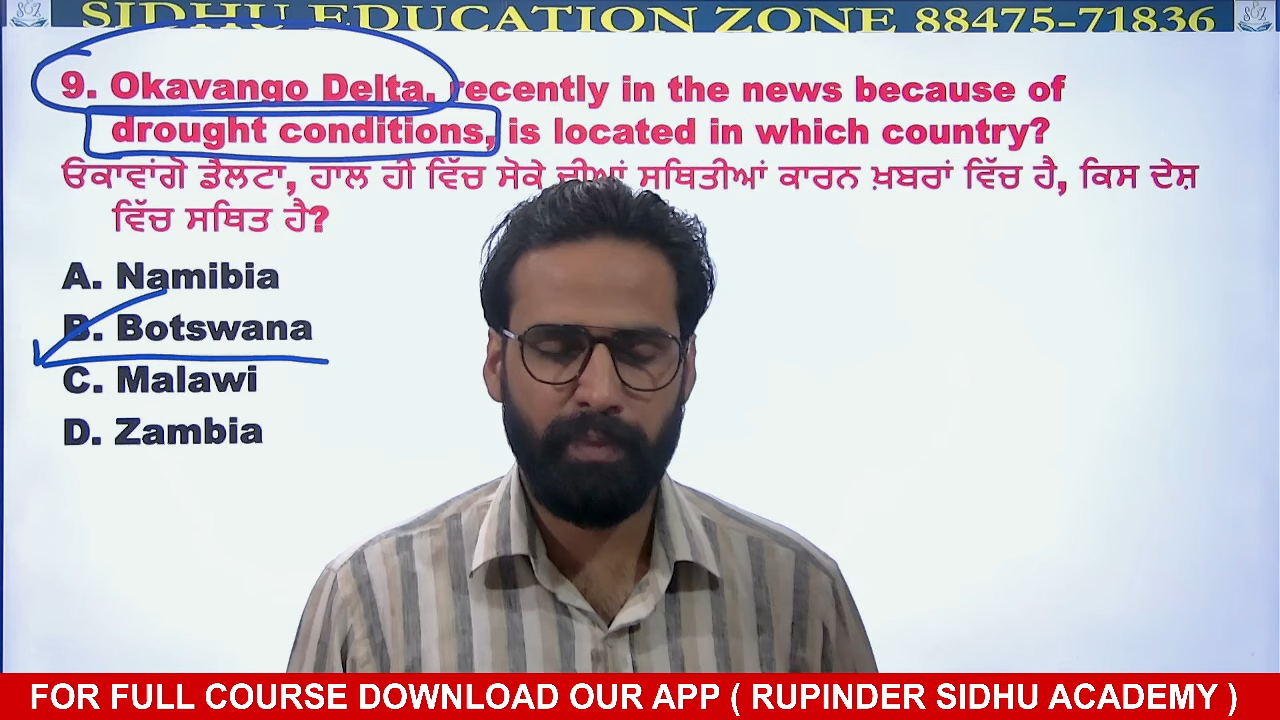 SIDHU EDUCATION ZONE 88475-71836
9. Okavango Delta, recently in the news because of
drought conditions, is located in which country?
ਓਕਾਵਾਂਗੋ ਡੈਲਟਾ, ਹਾਲ ਹੀ ਵਿੱਚ ਸੋਕੇ ਦੀਆਂ ਸਥਿਤੀਆਂ ਕਾਰਨ ਖ਼ਬਰਾਂ ਵਿੱਚ ਹੈ, ਕਿਸ ਦੇਸ਼
ਵਿੱਚ ਸਥਿਤ ਹੈ?
A. Namibia
B. Botswana
C. Malawi
D. Zambia
FOR FULL COURSE DOWNLOAD OUR APP ( RUPINDER SIDHU ACADEMY )